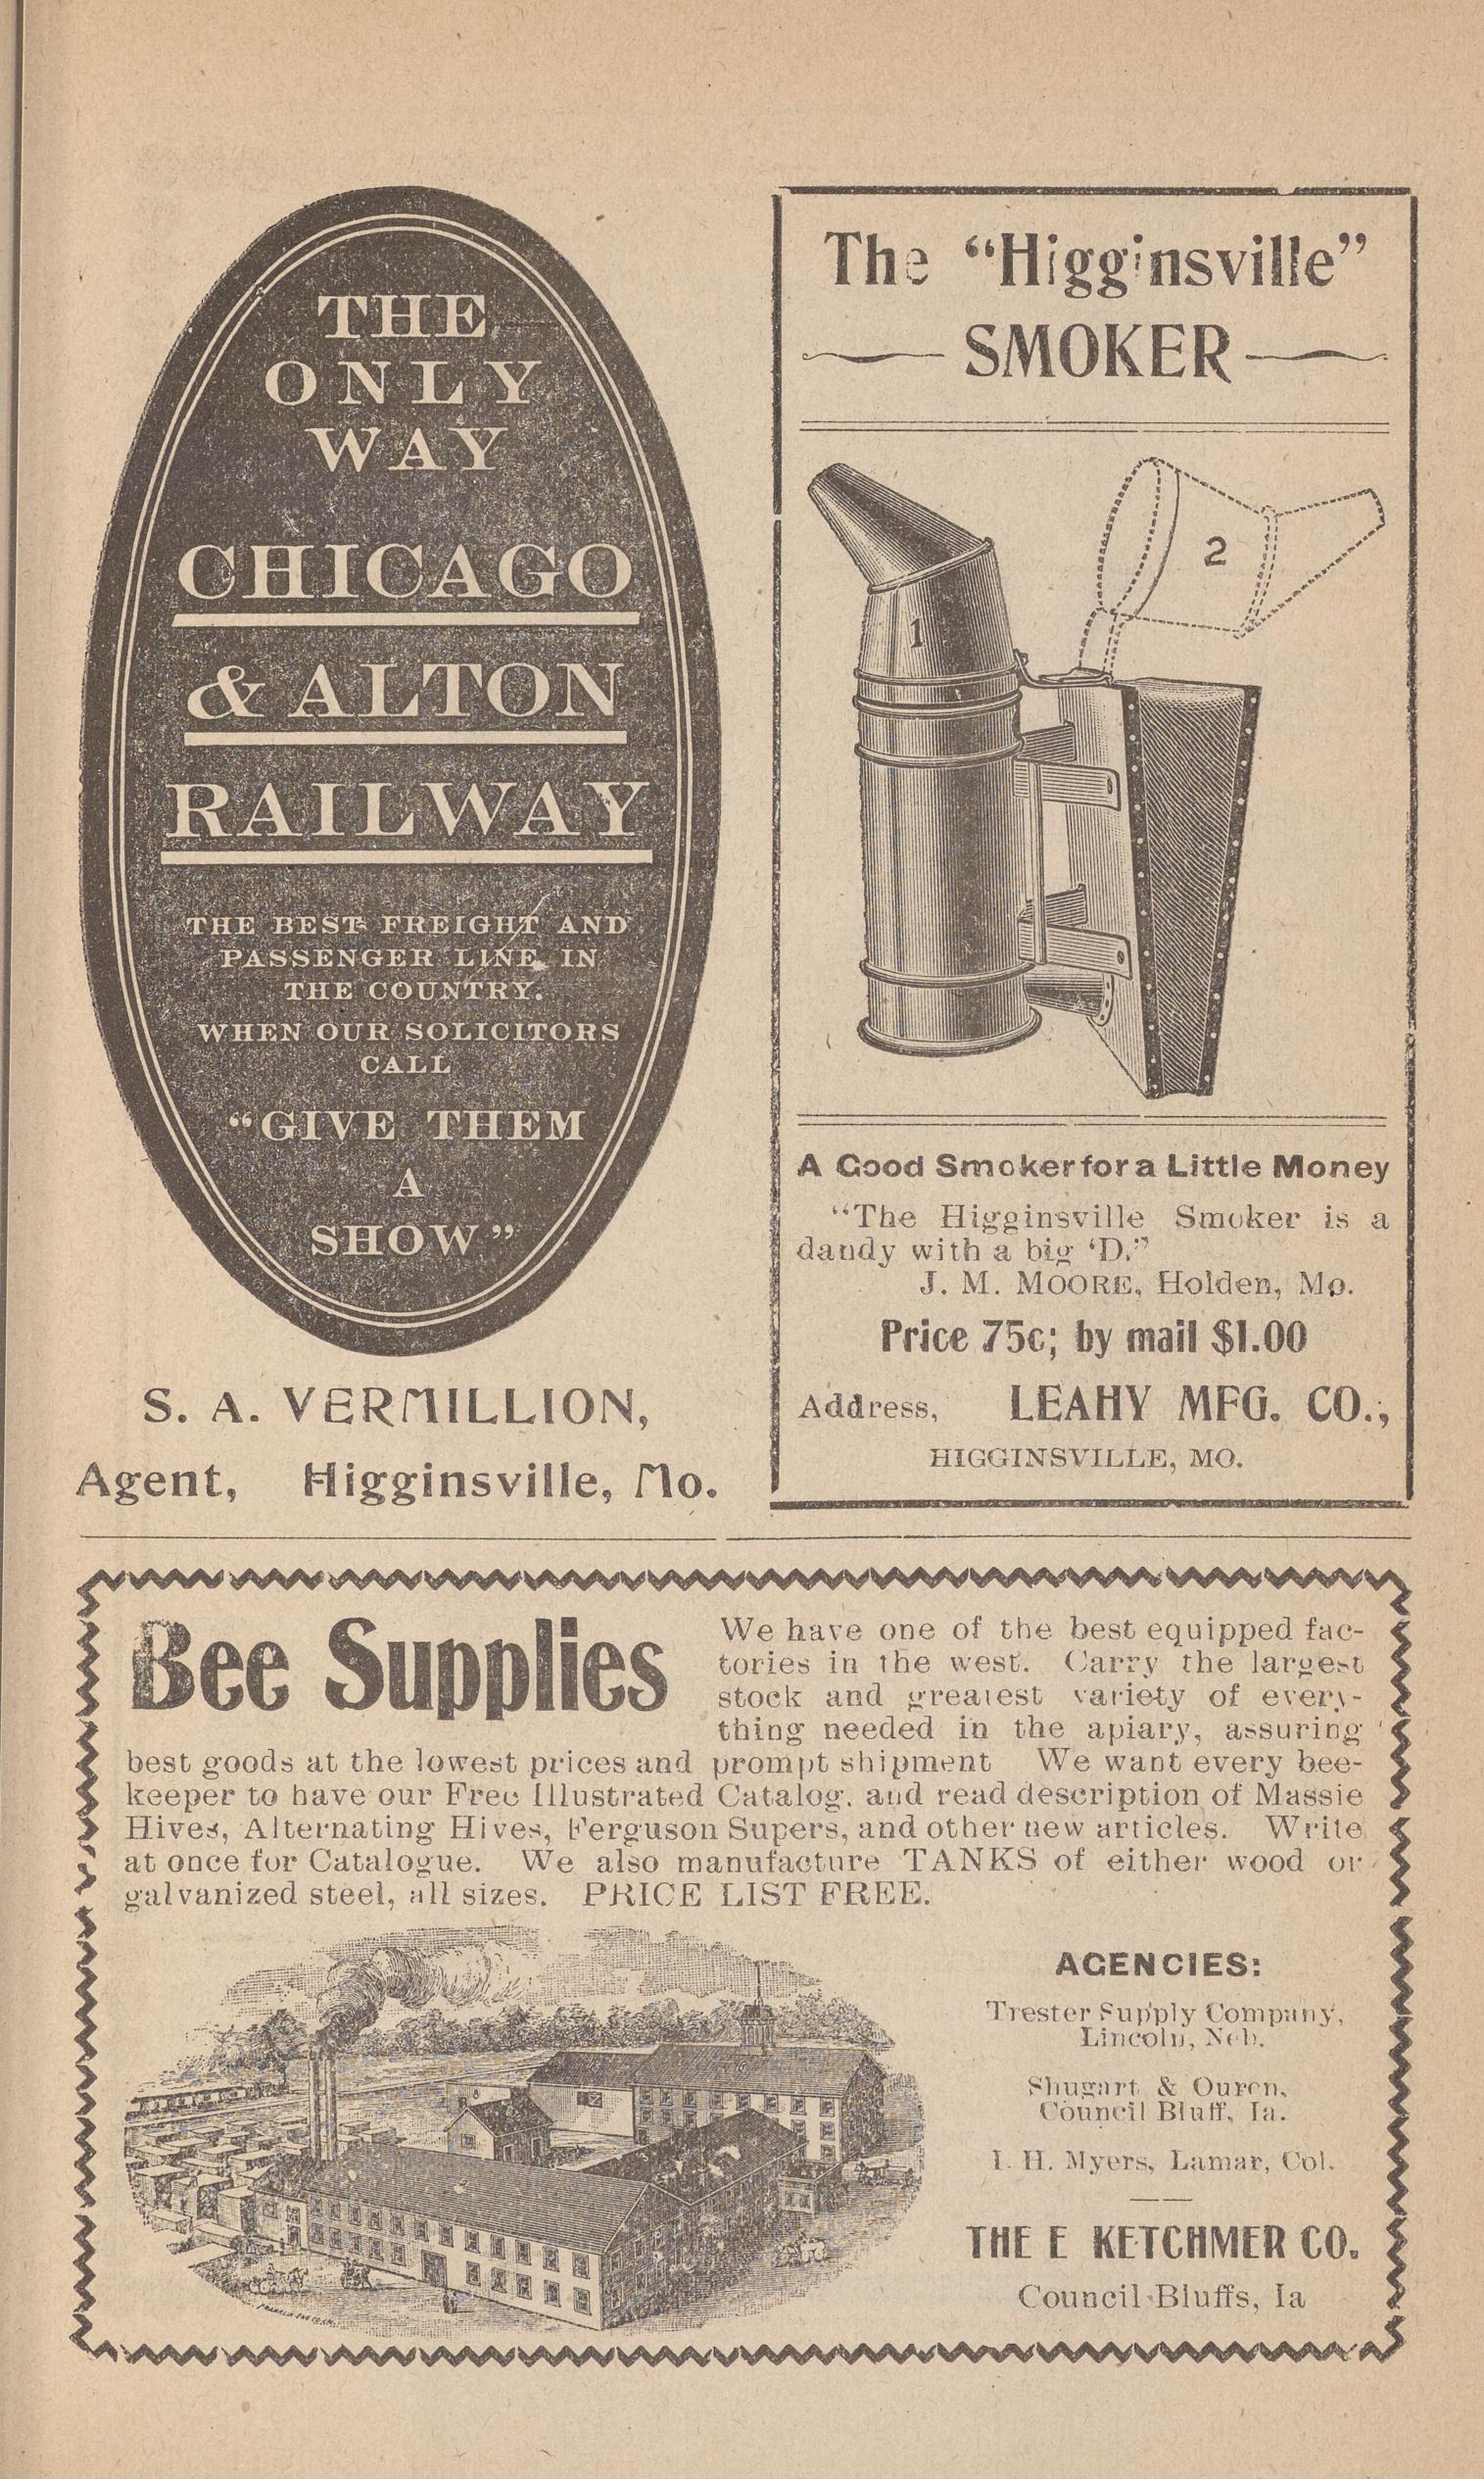 THE
ONLY
WAY
CHICAGO
& ALTON
RAILWAY
THE BEST FREIGHT AND
PASSENGER LINE IN
THE COUNTRY.
WHEN OUR SOLICITORS
CALL
“GIVE THEM
A
SHOW”
S. A. VERMILLION,
Agent, Higginsville, Mo.
The “Higginsville”
SMOKER
1
2
A Good Smoker for a Little Money
“The Higginsville Smoker is a
dandy with a big ‘D.”
J. M. MOORE, Holden, Mo.
Price 75c; by mail $1.00
Address, LEAHY MFG. CO.,
HIGGINSVILLE, MO.
Bee Supplies
We have one of the best equipped fac-
tories in the west. Carry the largest
stock and greatest variety of every-
thing needed in the apiary, assuring
best goods at the lowest prices and prompt shipment We want every bee-
keeper to have our Free Illustrated Catalog. and read description of Massie
Hives, Alternating Hives, Ferguson Supers, and other new articles. Write
at once for Catalogue. We also manufacture TANKS of either wood or
galvanized steel, all sizes. PRICE LIST FREE.
AGENCIES:
Trester Supply Company,
Lincoln, Neb.
Shugart & Ouren,
Council Bluff, Ia.
I. H. Myers, Lamar, Col.
THE E KETCHMER CO.
Council Bluffs, Ia